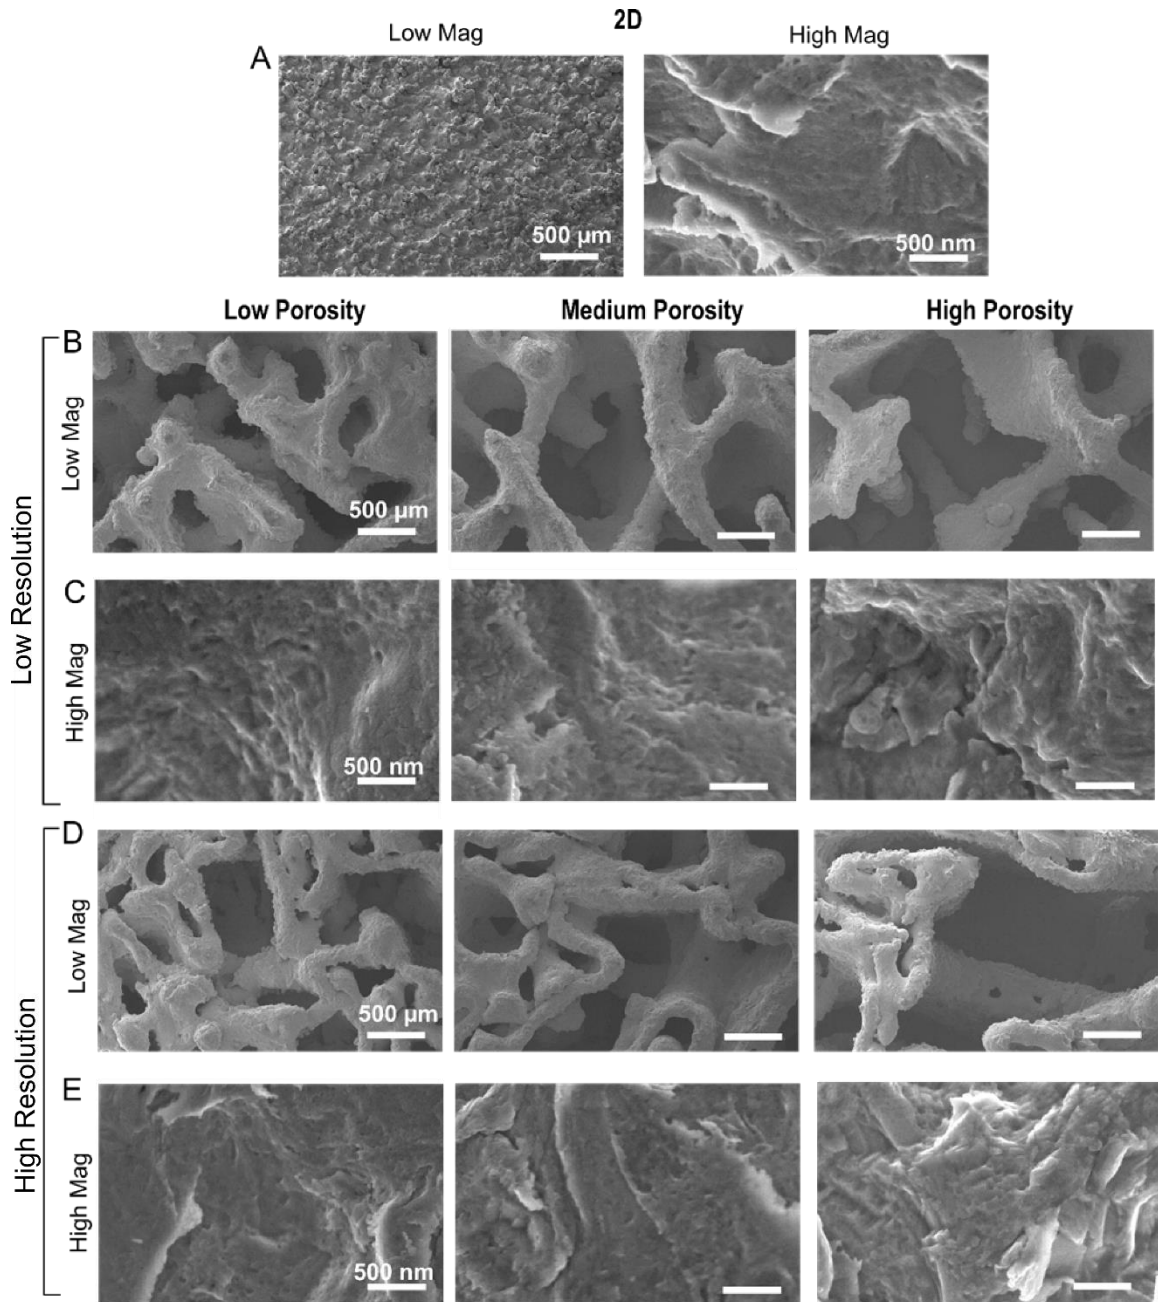 2D
Low Mag
High Mag
A
500 µm
500 nm
Low Porosity
Medium Porosity
High Porosity
Low Resolution
B
Low Mag
500 µm
C
High Mag
500 nm
High Resolution
D
Low Mag
500 µm
E
High Mag
500 nm